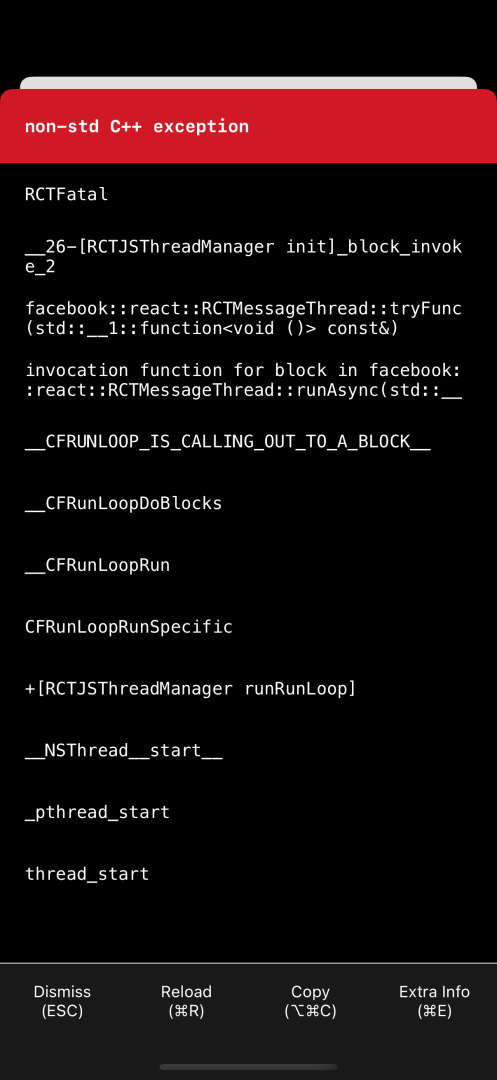 non-std C++ exception
RCTFatal
__26-[RCTJSThreadManager init]_block_invok
e_2
facebook::react::RCTMessageThread::tryFunc
(std::__1::function<void ()> const&)
invocation function for block in facebook:
:react::RCTMessageThread::runAsync(std::__
__CFRUNLOOP_IS_CALLING_OUT_TO_A_BLOCK__
__CFRunLoopDoBlocks
__CFRunLoopRun
CFRunLoopRunSpecific
+[RCTJSThreadManager runRunLoop]
__NSThread__start__
_pthread_start
thread_start
Dismiss Reload Copy Extra Info
(ESC) (⌘R) (⌥⌘C) (⌘E)